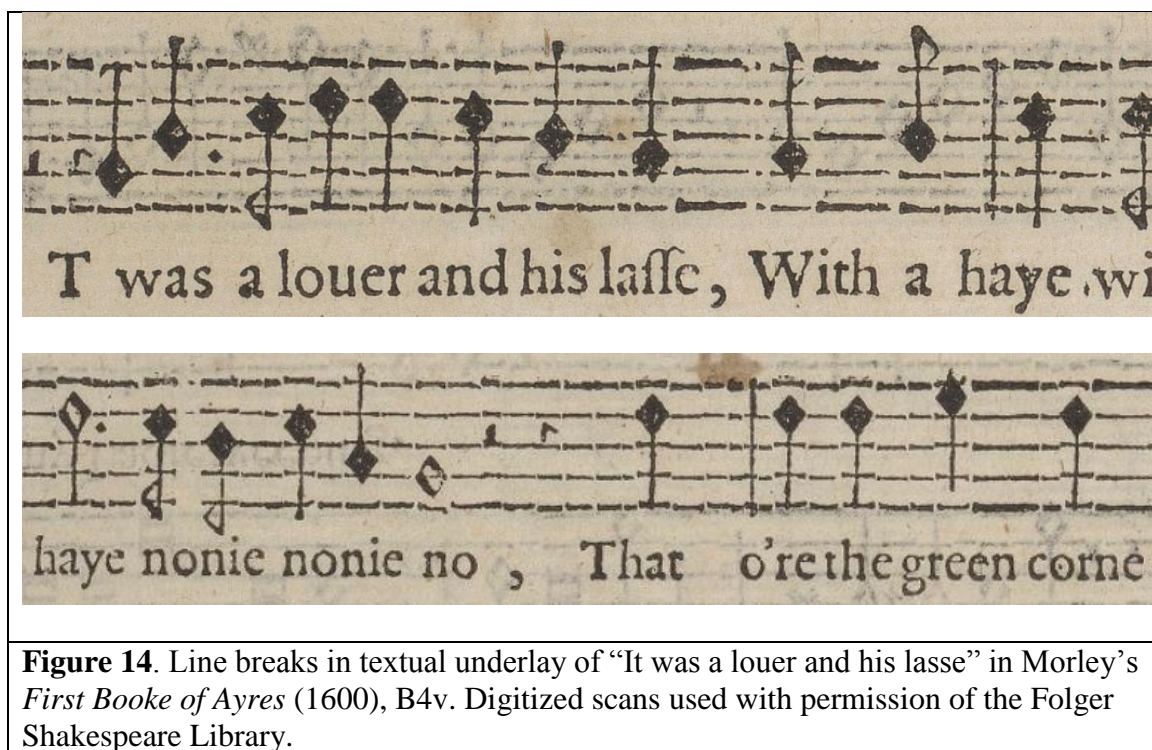 T was a louer and his laſſe, With a haye wi
haye nonie nonie no , That o’re the green corne
Figure 14. Line breaks in textual underlay of “It was a louer and his lasse” in Morley’s
First Booke of Ayres (1600), B4v. Digitized scans used with permission of the Folger
Shakespeare Library.